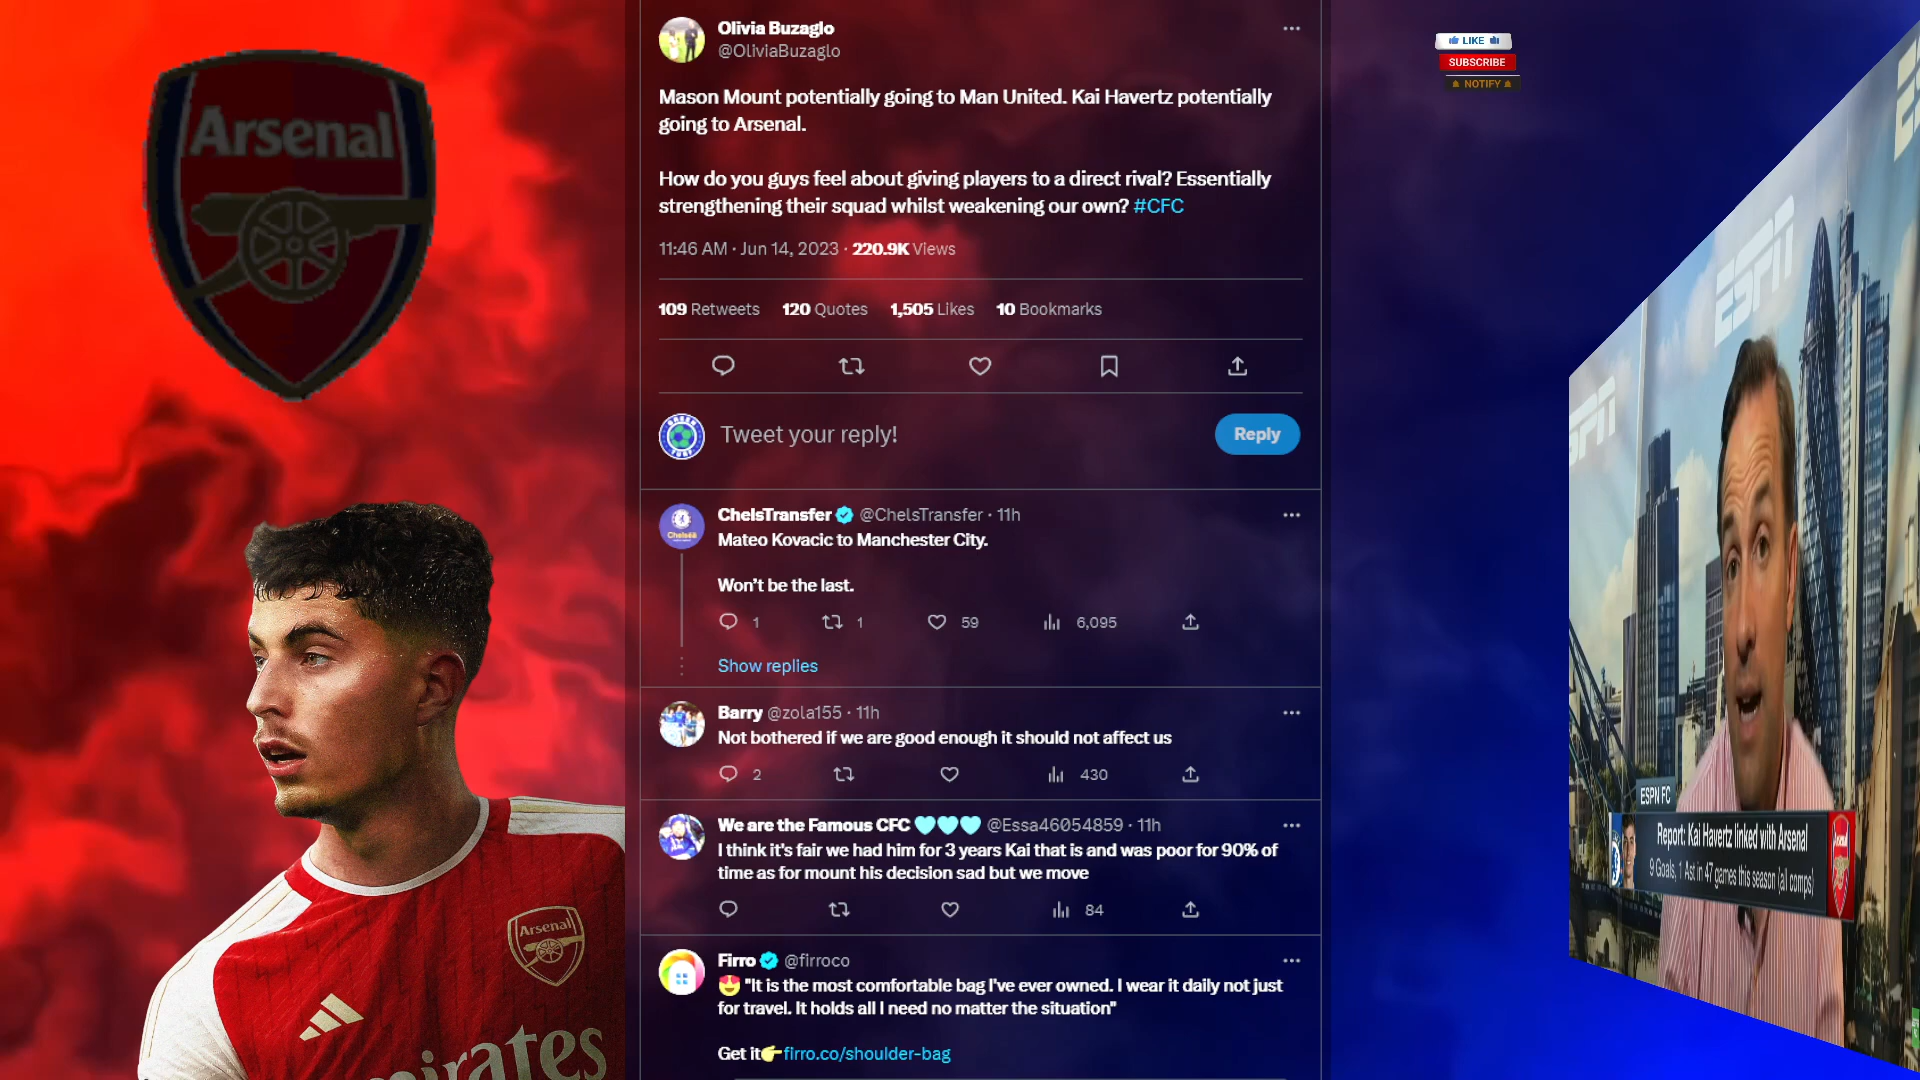 Arsenal
Olivia Buzaglo
@OliviaBuzaglo
Mason Mount potentially going to Man United. Kai Havertz potentially
going to Arsenal.
How do you guys feel about giving players to a direct rival? Essentially
strengthening their squad whilst weakening our own? #CFC
11:46 AM · Jun 14, 2023 · 220.9K Views
109 Retweets 120 Quotes 1,505 Likes 10 Bookmarks
Tweet your reply!
Reply
ChelsTransfer @ChelsTransfer · 11h
Mateo Kovacic to Manchester City.
Won't be the last.
1 1 59 6,095
Show replies
Barry @zola155 · 11h
Not bothered if we are good enough it should not affect us
2 430
We are the Famous CFC 🩵🩵🩵 @Essa46054859 · 11h
I think it's fair we had him for 3 years Kai that is and was poor for 90% of
time as for mount his decision sad but we move
84
Firro @firroco
😍 "It is the most comfortable bag I've ever owned. I wear it daily not just
for travel. It holds all I need no matter the situation"
Get it👉firro.co/shoulder-bag
LIKE
SUBSCRIBE
NOTIFY
ESPN
ESPN FC
Report: Kai Havertz linked with Arsenal
9 Goals, 1 Ast in 47 games this season (all comps)
Arsenal